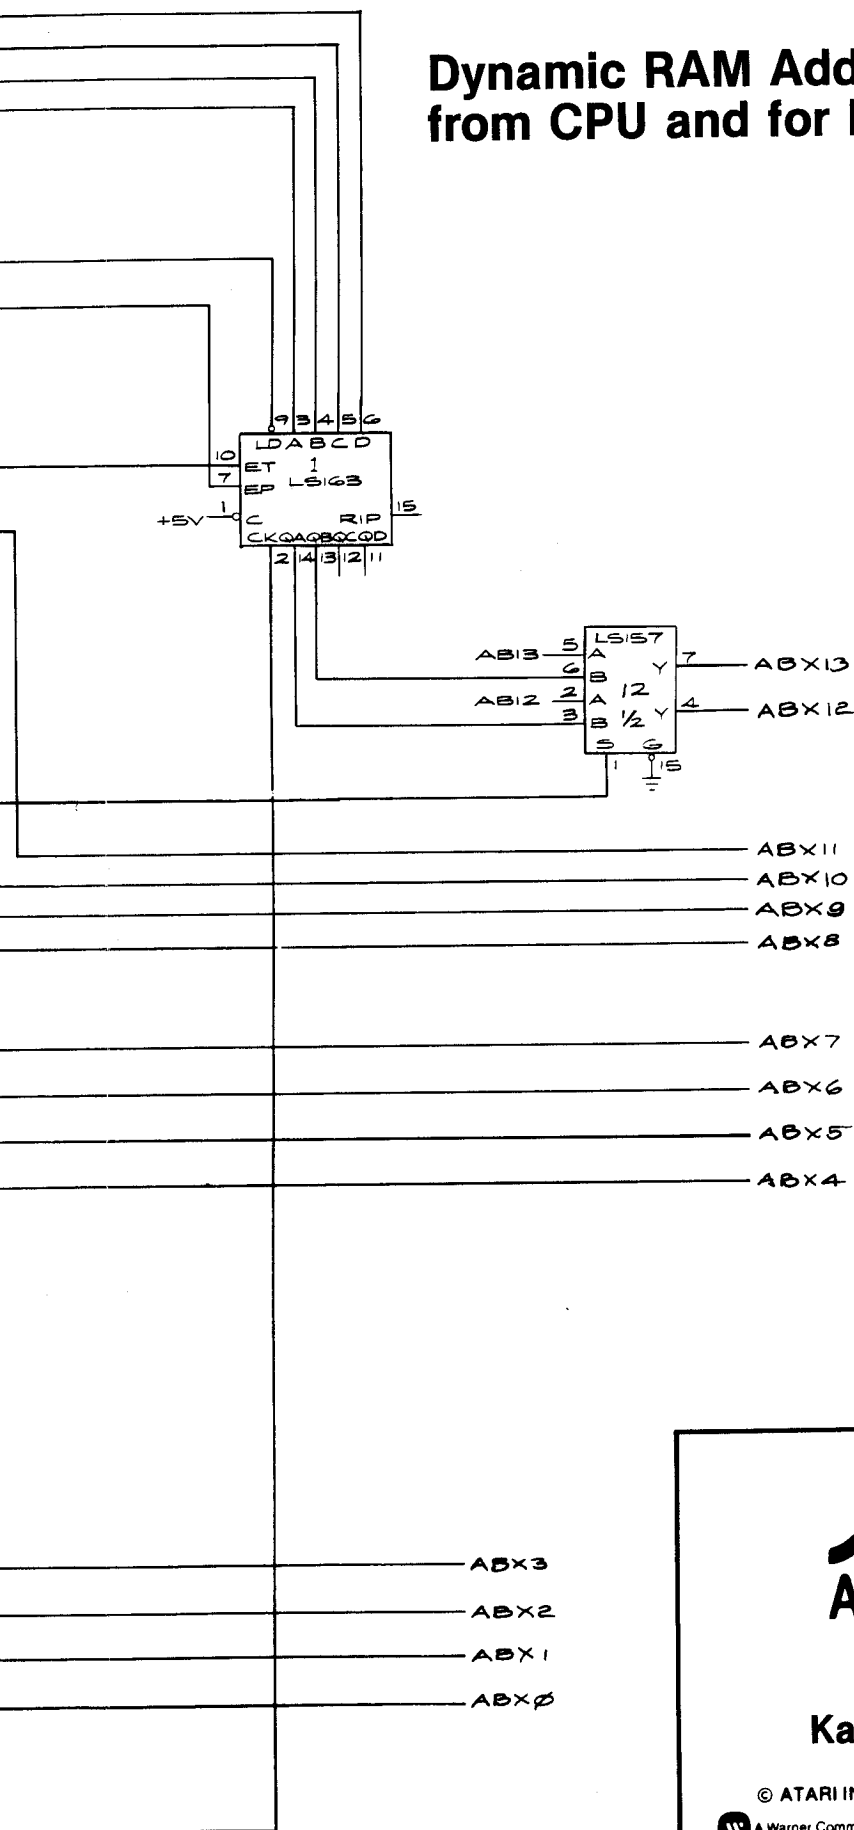 Dynamic RAM Add
from CPU and for
9 3 4 5 6
LD A B C D
10 ET 1
7 EP LS163
+5V 1 C RIP 15
CK QA QB QC QD
2 14 13 12 11
LS157
AB13 5 A Y 7 ABX13
6 B
AB12 2 A 12 Y 4 ABX12
3 B 1/2
S G
1 15
ABX11
ABX10
ABX9
ABX8
ABX7
ABX6
ABX5
ABX4
ABX3
ABX2
ABX1
ABXØ
A
Ka
© ATARI I
A Warner Comm